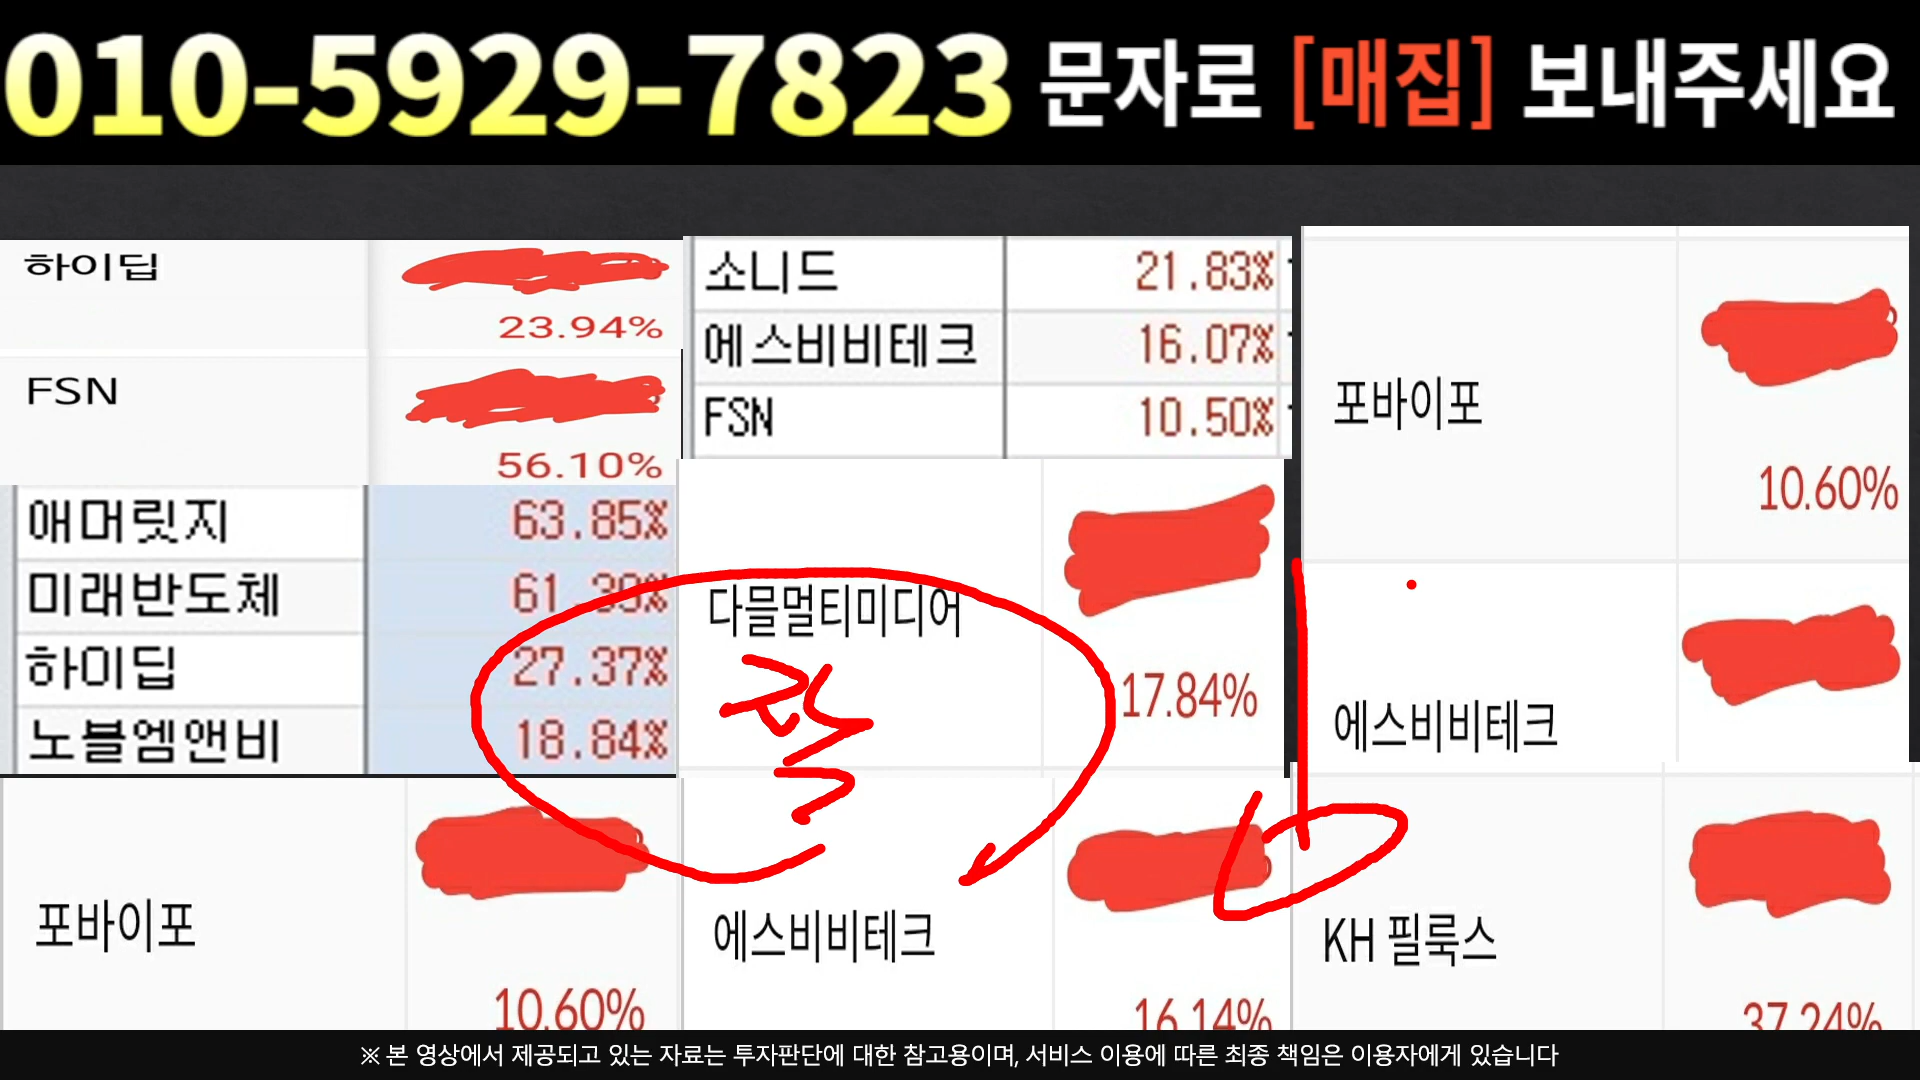 010-5929-7823 문자로 [매집] 보내주세요
하이딥
23.94%
FSN
56.10%
소니드 21.83%
에스비비테크 16.07%
FSN 10.50%
포바이포
10.60%
애머릿지 63.85%
미래반도체 61.39%
하이딥 27.37%
노블엠앤비 18.84%
다믈멀티미디어
17.84%
에스비비테크
포바이포
10.60%
에스비비테크
16.14%
KH 필룩스
37.24%
※ 본 영상에서 제공되고 있는 자료는 투자판단에 대한 참고용이며, 서비스 이용에 따른 최종 책임은 이용자에게 있습니다